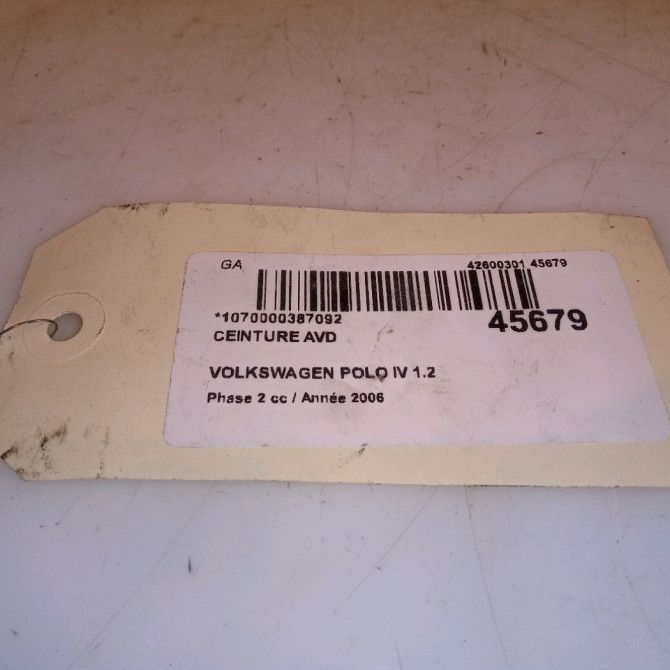 GA 42600301 45679
*1070000387092 45679
CEINTURE AVD
VOLKSWAGEN POLO IV 1.2
Phase 2 cc / Année 2006